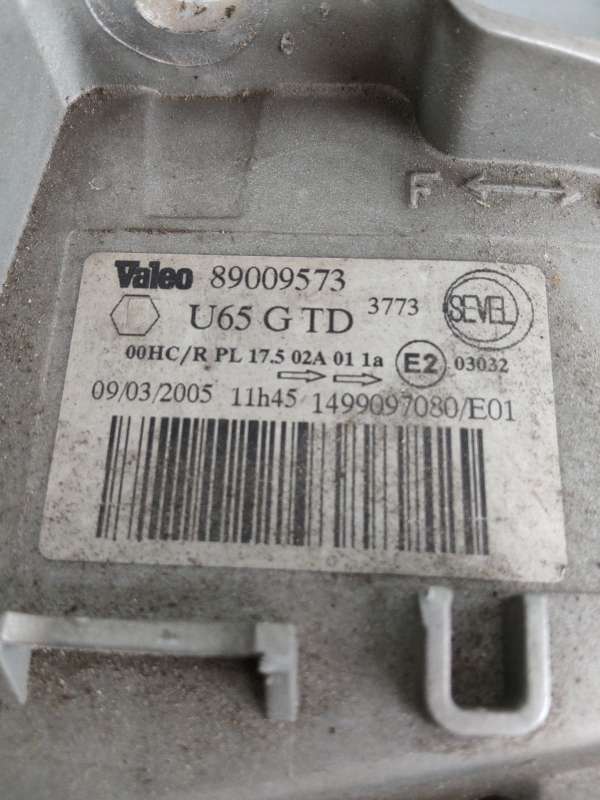 F
Valeo 89009573
U65 G TD 3773 SEVEL
00HC/R PL 17.5 02A 01 1a E2 03032
09/03/2005 11h45 1499097080/E01